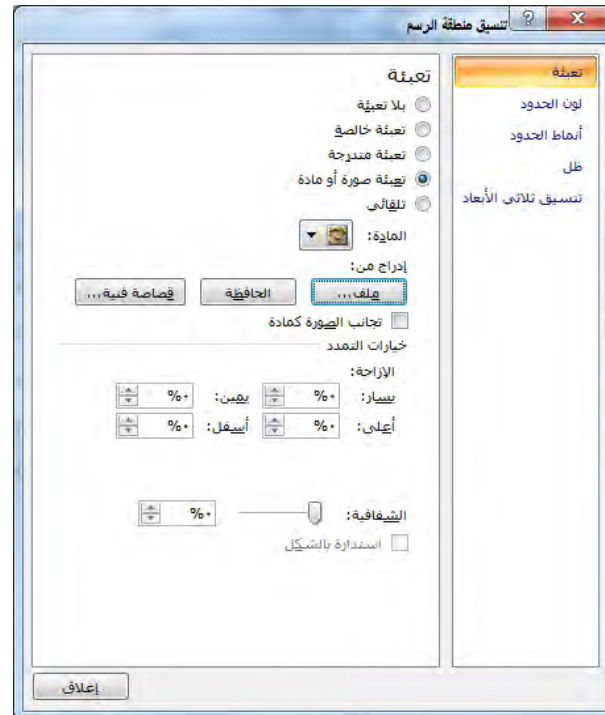 تنسيق منطقة الرسم
تعبئة
لون الحدود
أنماط الحدود
ظل
تنسيق ثلاثي الأبعاد
تعبئة
بلا تعبئة
تعبئة خالصة
تعبئة متدرجة
تعبئة صورة أو مادة
تلقائي
المادة:
إدراج من:
ملف...
الحافظة
قصاصة فنية...
تجانب الصورة كمادة
خيارات التمدد
الإزاحة:
يسار: ٠% يمين: ٠%
أعلى: ٠% أسفل: ٠%
الشفافية: ٠%
استدارة بالشكل
إغلاق